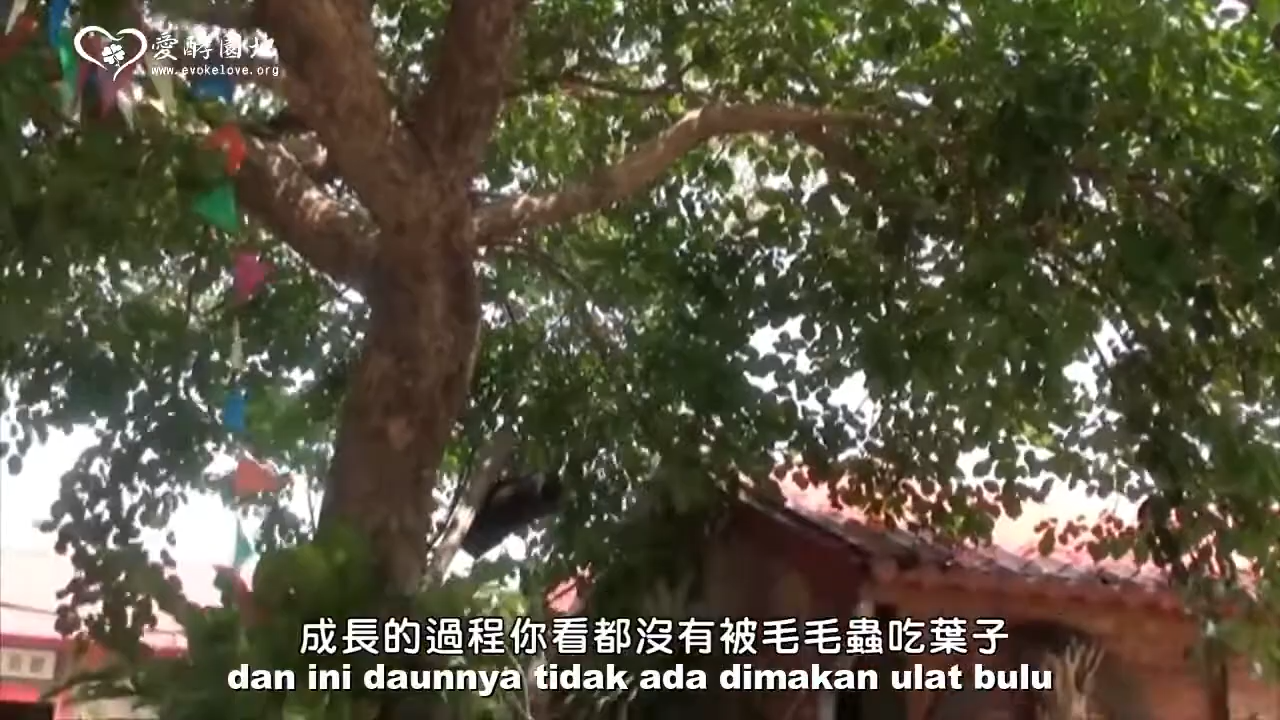 愛酵園地
www.evokelove.org
成長的過程你看都沒有被毛毛蟲吃葉子
dan ini daunnya tidak ada dimakan ulat bulu